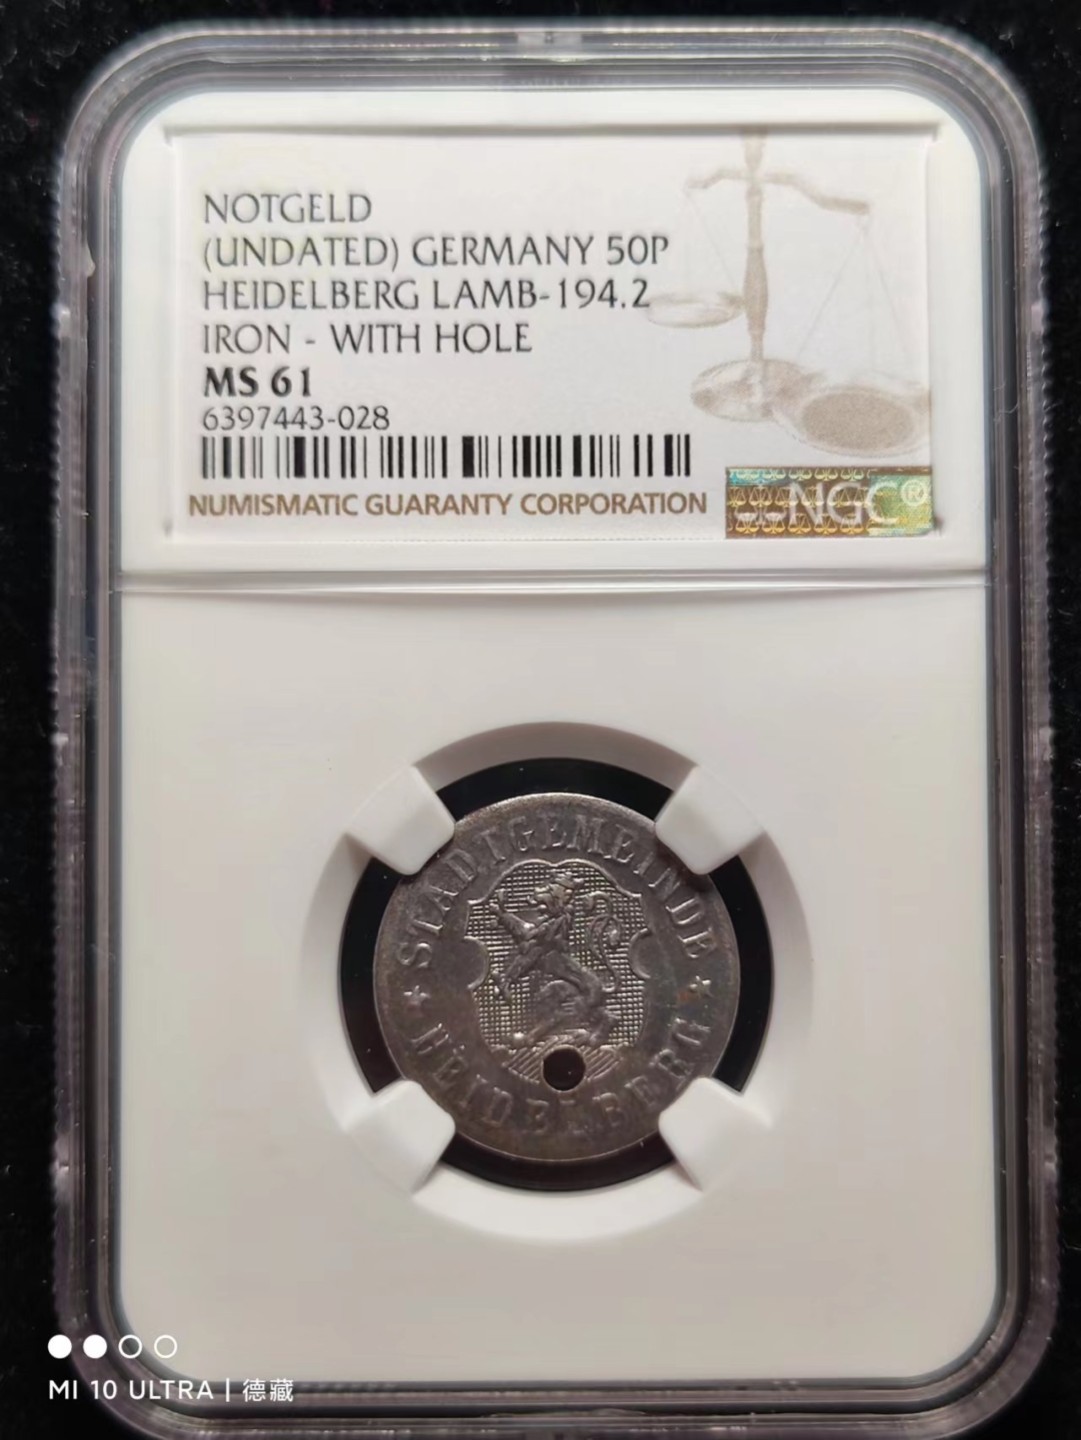 NOTGELD
(UNDATED) GERMANY 50P
HEIDELBERG LAMB-194.2
IRON - WITH HOLE
MS 61
6397443-028
NUMISMATIC GUARANTY CORPORATION
NGC®
STADTGEMEINDE
* HEIDELBERG *
MI 10 ULTRA | 德藏